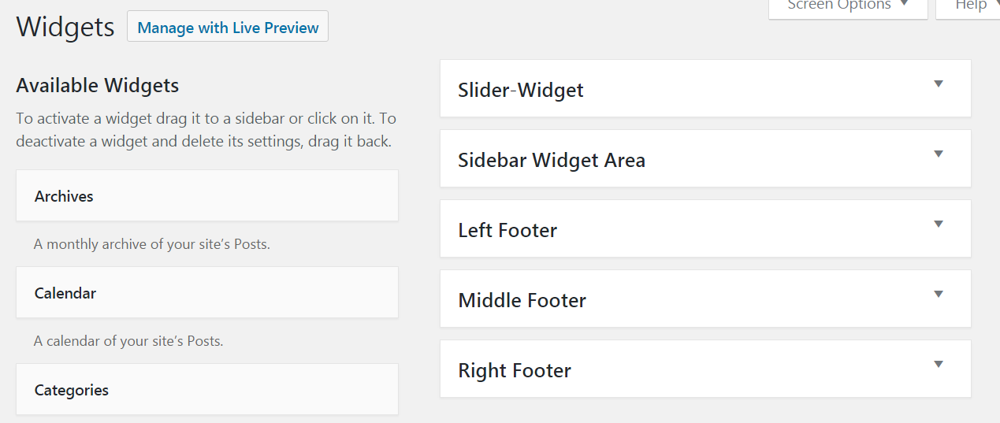 Screen Options
Help
Widgets
Manage with Live Preview
Available Widgets
To activate a widget drag it to a sidebar or click on it. To
deactivate a widget and delete its settings, drag it back.
Archives
A monthly archive of your site’s Posts.
Calendar
A calendar of your site’s Posts.
Categories
Slider-Widget
Sidebar Widget Area
Left Footer
Middle Footer
Right Footer